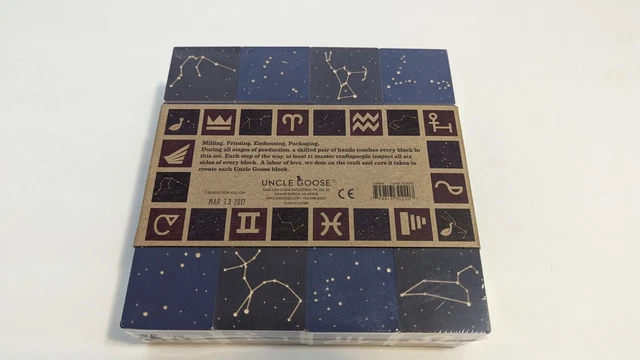 Milling. Printing. Embossing. Packaging.
During all stages of production, a skilled pair of hands touches every block in
this set. Each step of the way, at least 11 master craftspeople inspect all six
sides of every block. A labor of love, we dote on the craft and care it takes to
create each Uncle Goose block.
UNCLE GOOSE
CREATED FOR YOU ON:
MAR 13 2017
CE